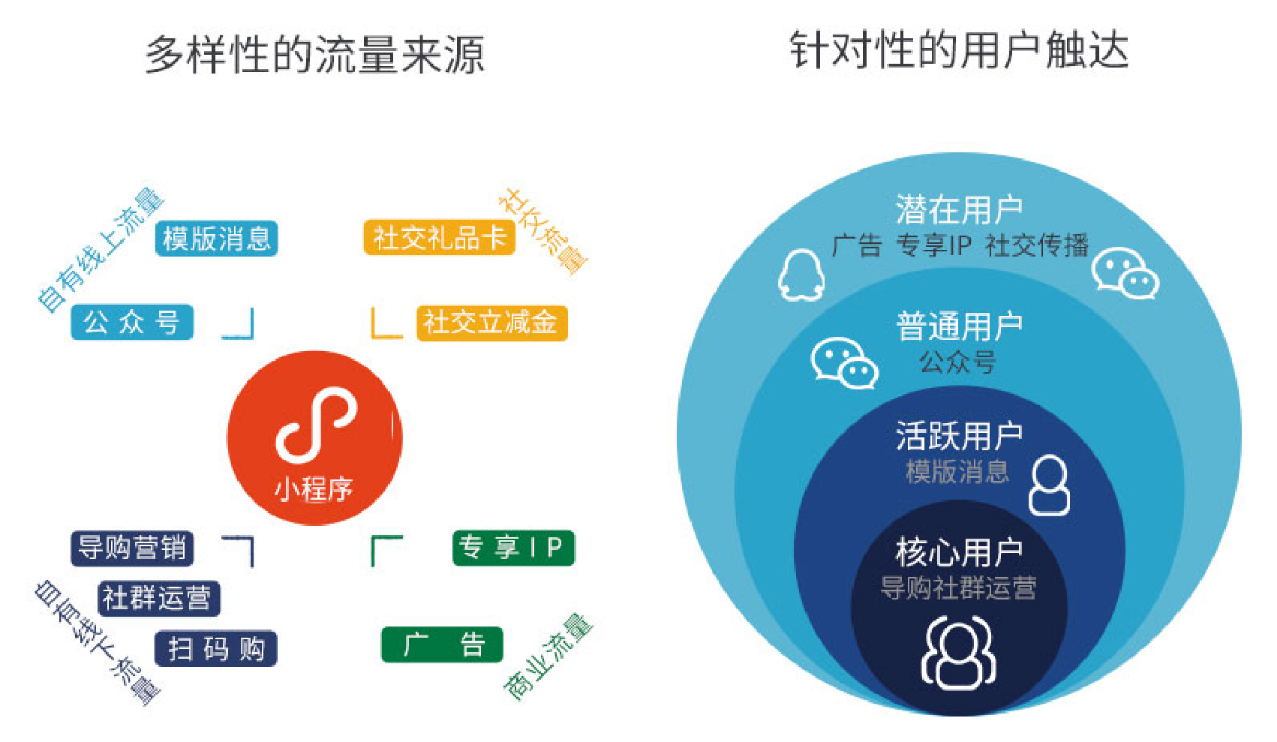 多样性的流量来源
自有线上流量
模版消息
公众号
社交礼品卡
社交流量
社交立减金
小程序
导购营销
社群运营
扫码购
自有线下流量
专享IP
广告
商业流量
针对性的用户触达
潜在用户
广告 专享IP 社交传播
普通用户
公众号
活跃用户
模版消息
核心用户
导购社群运营